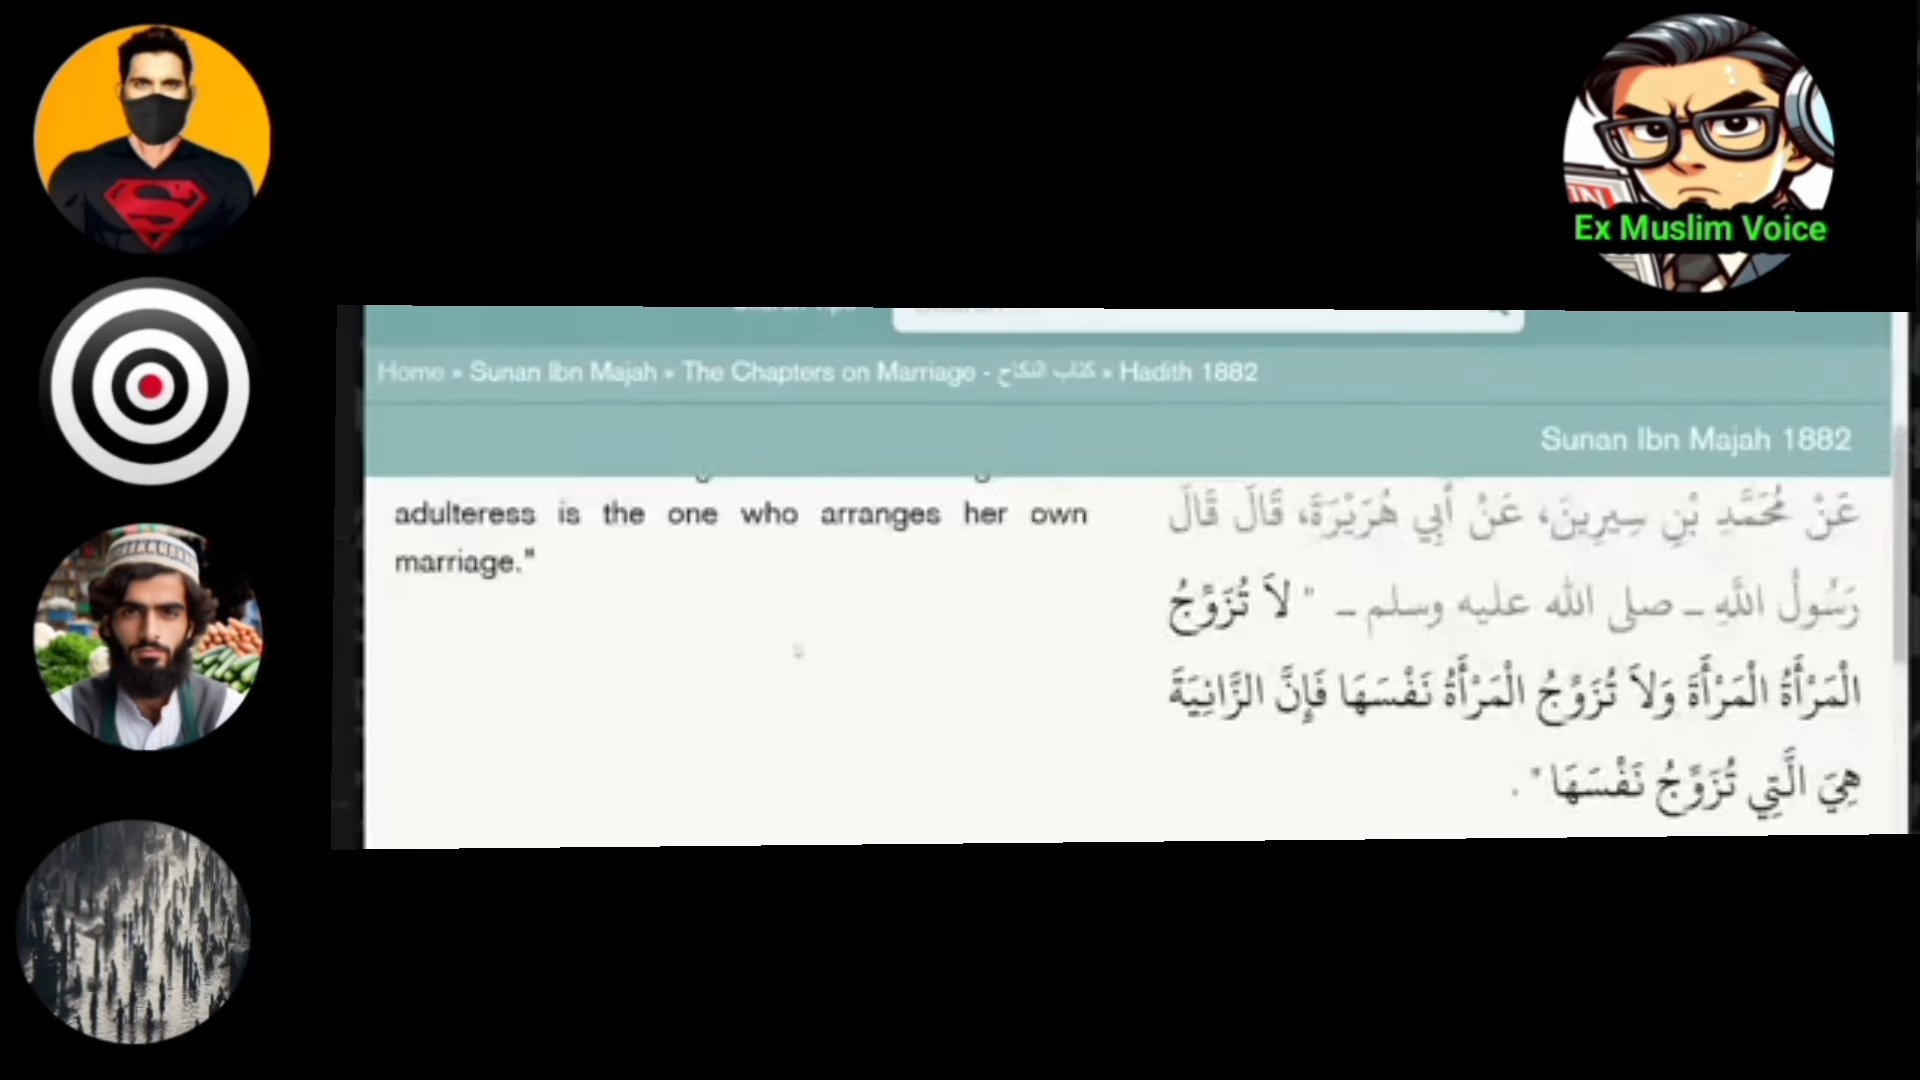 IN
Ex Muslim Voice
Home » Sunan Ibn Majah » The Chapters on Marriage - كتاب النكاح » Hadith 1882
Sunan Ibn Majah 1882
adulteress is the one who arranges her own
marriage."
عَنْ مُحَمَّدِ بْنِ سِيرِينَ، عَنْ أَبِي هُرَيْرَةَ، قَالَ قَالَ
رَسُولُ اللَّهِ ـ صلى الله عليه وسلم ـ " لاَ تُزَوِّجُ
الْمَرْأَةُ الْمَرْأَةَ وَلاَ تُزَوِّجُ الْمَرْأَةُ نَفْسَهَا فَإِنَّ الزَّانِيَةَ
هِيَ الَّتِي تُزَوِّجُ نَفْسَهَا " .